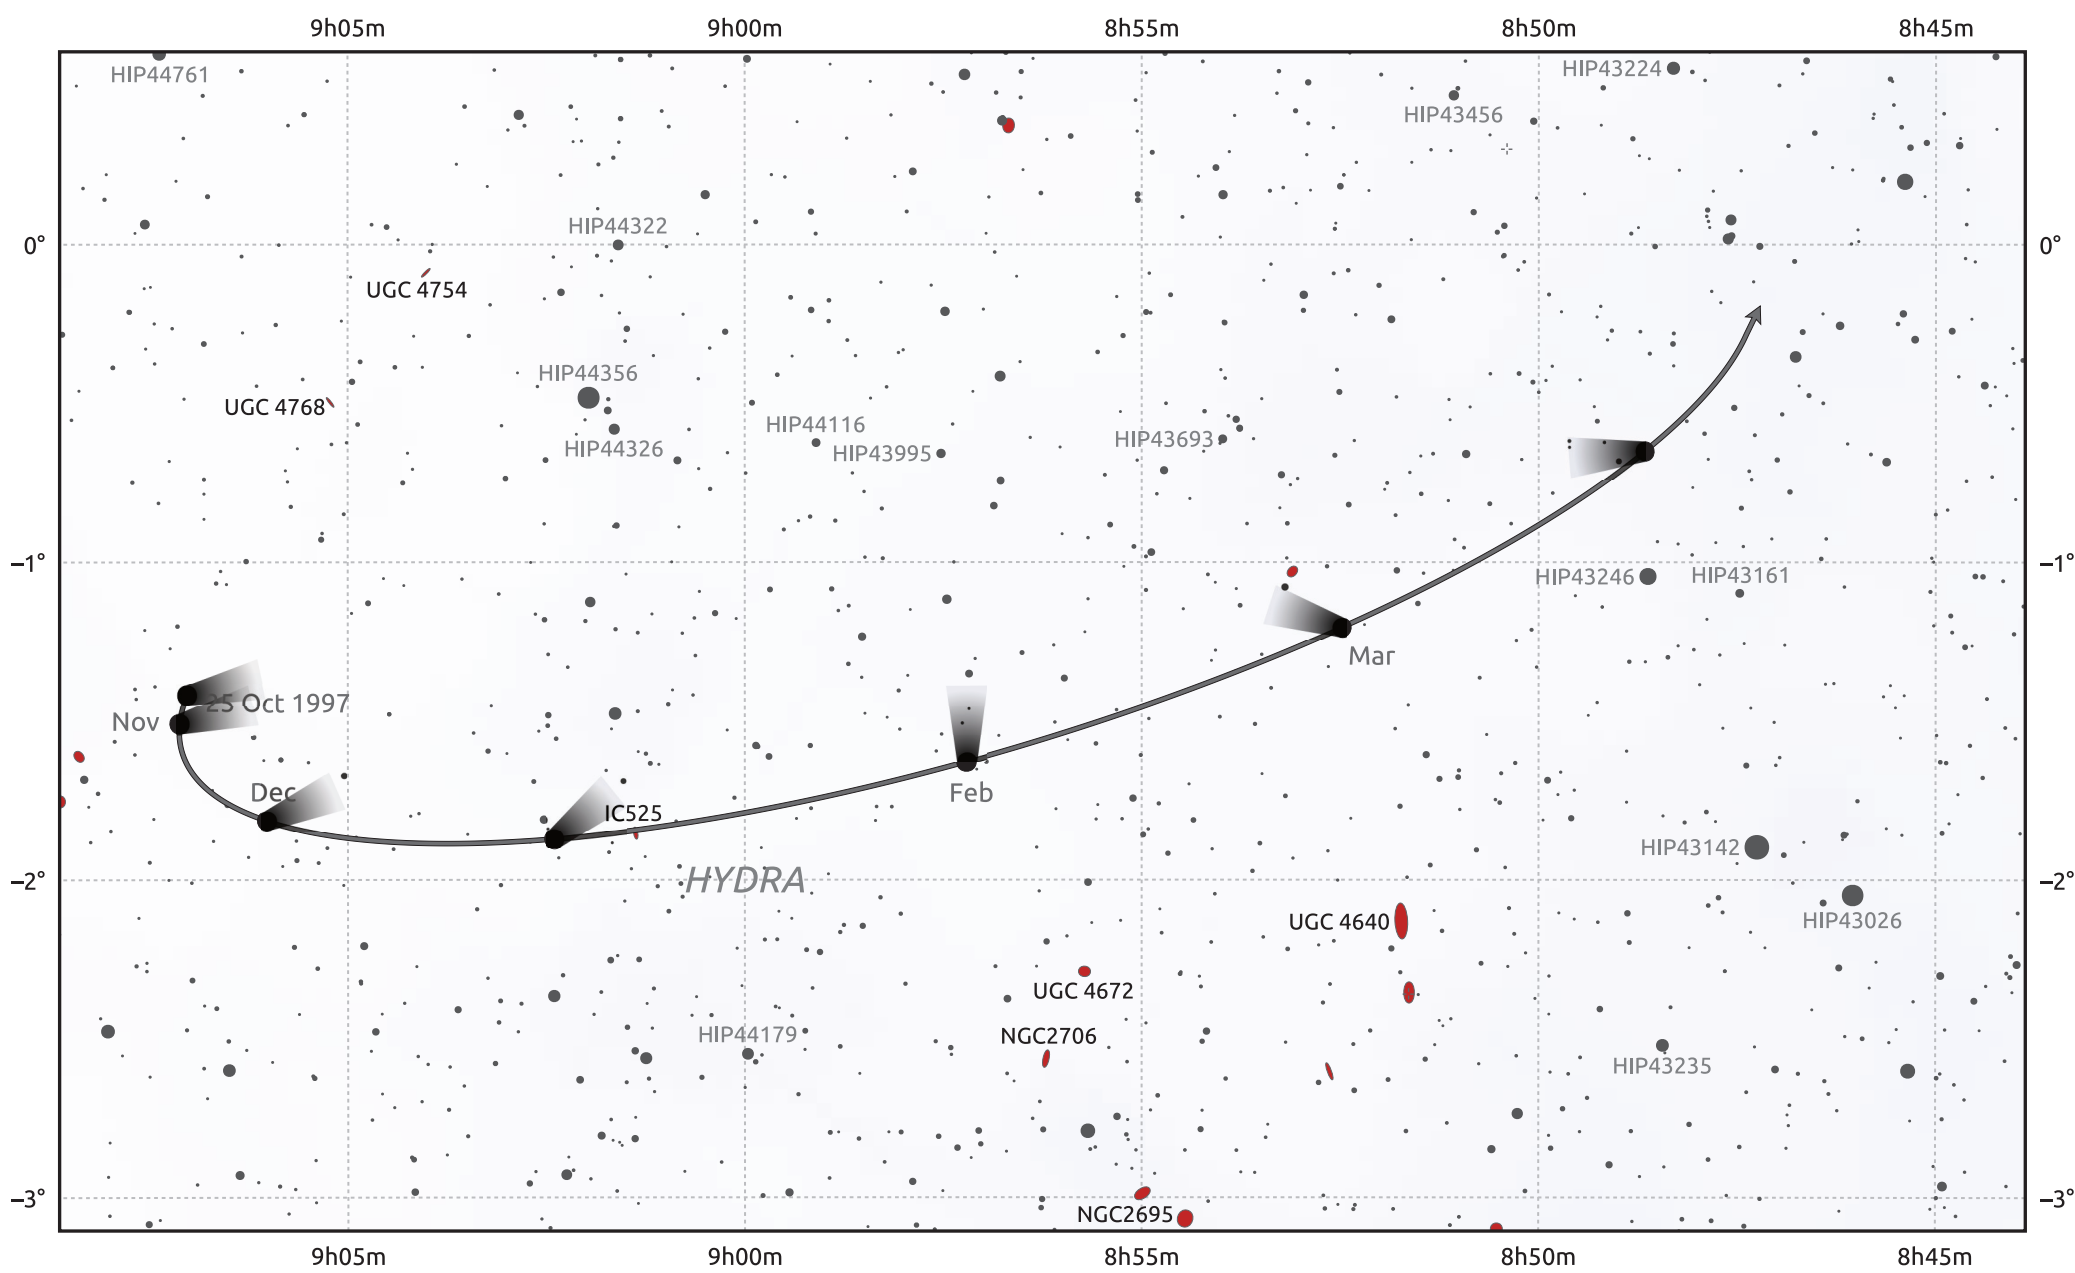 9h05m 9h00m 8h55m 8h50m 8h45m
HIP44761
HIP43224
HIP43456
HIP44322
0° 0°
UGC 4754
HIP44356
UGC 4768
HIP44326
HIP44116
HIP43995
HIP43693
−1° −1°
HIP43246
HIP43161
Mar
25 Oct 1997
Nov
Dec
Feb
IC525
HIP43142
−2° −2°
HYDRA
UGC 4640
HIP43026
UGC 4672
HIP44179
NGC2706
HIP43235
−3° −3°
NGC2695
9h05m 9h00m 8h55m 8h50m 8h45m